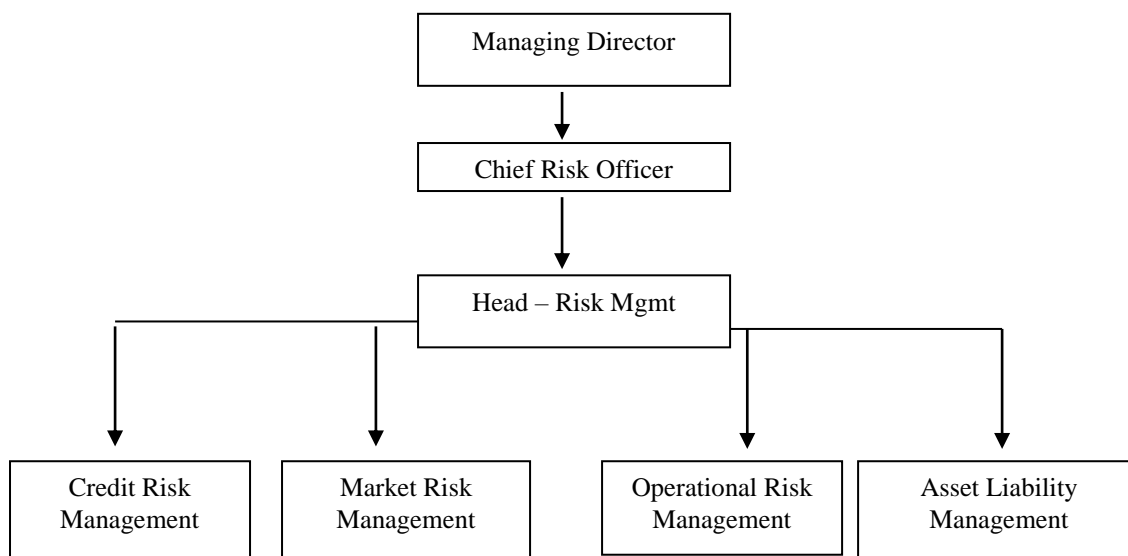 Managing Director
Chief Risk Officer
Head – Risk Mgmt
Credit Risk
Management
Market Risk
Management
Operational Risk
Management
Asset Liability
Management